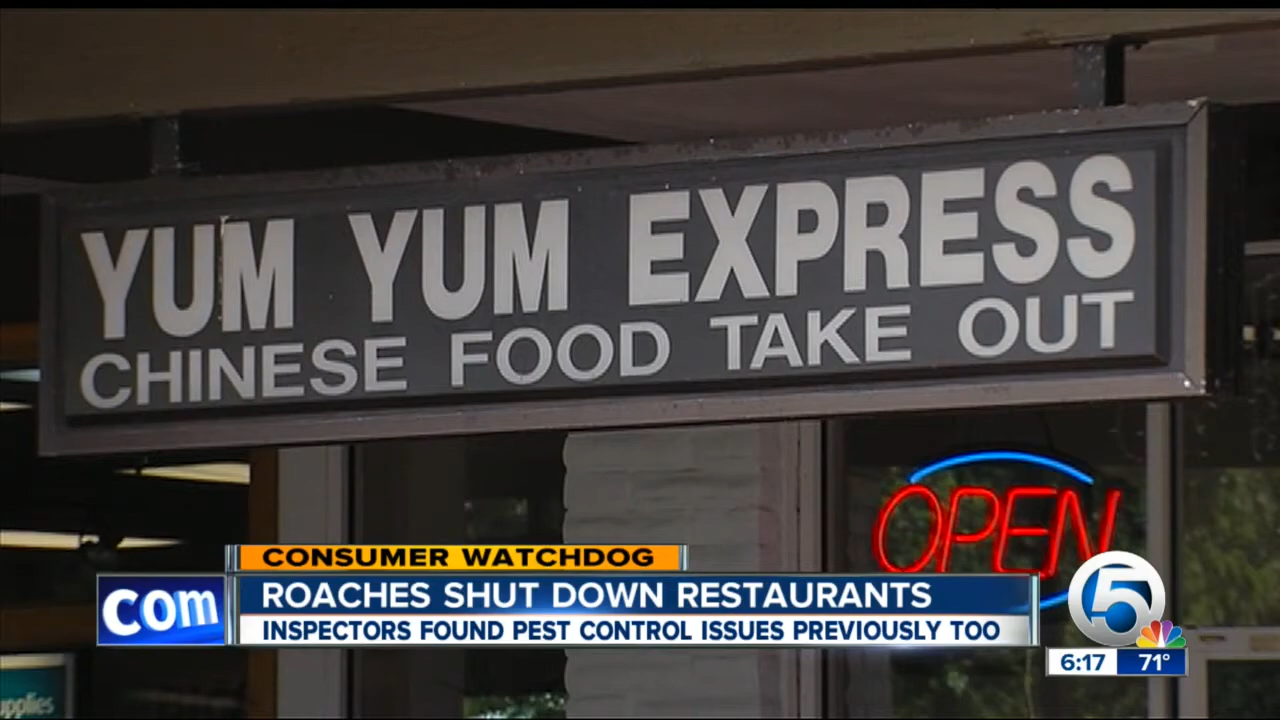 YUM YUM EXPRESS
CHINESE FOOD TAKE OUT
OPEN
CONSUMER WATCHDOG
com
ROACHES SHUT DOWN RESTAURANTS
INSPECTORS FOUND PEST CONTROL ISSUES PREVIOUSLY TOO
5
6:17 71°